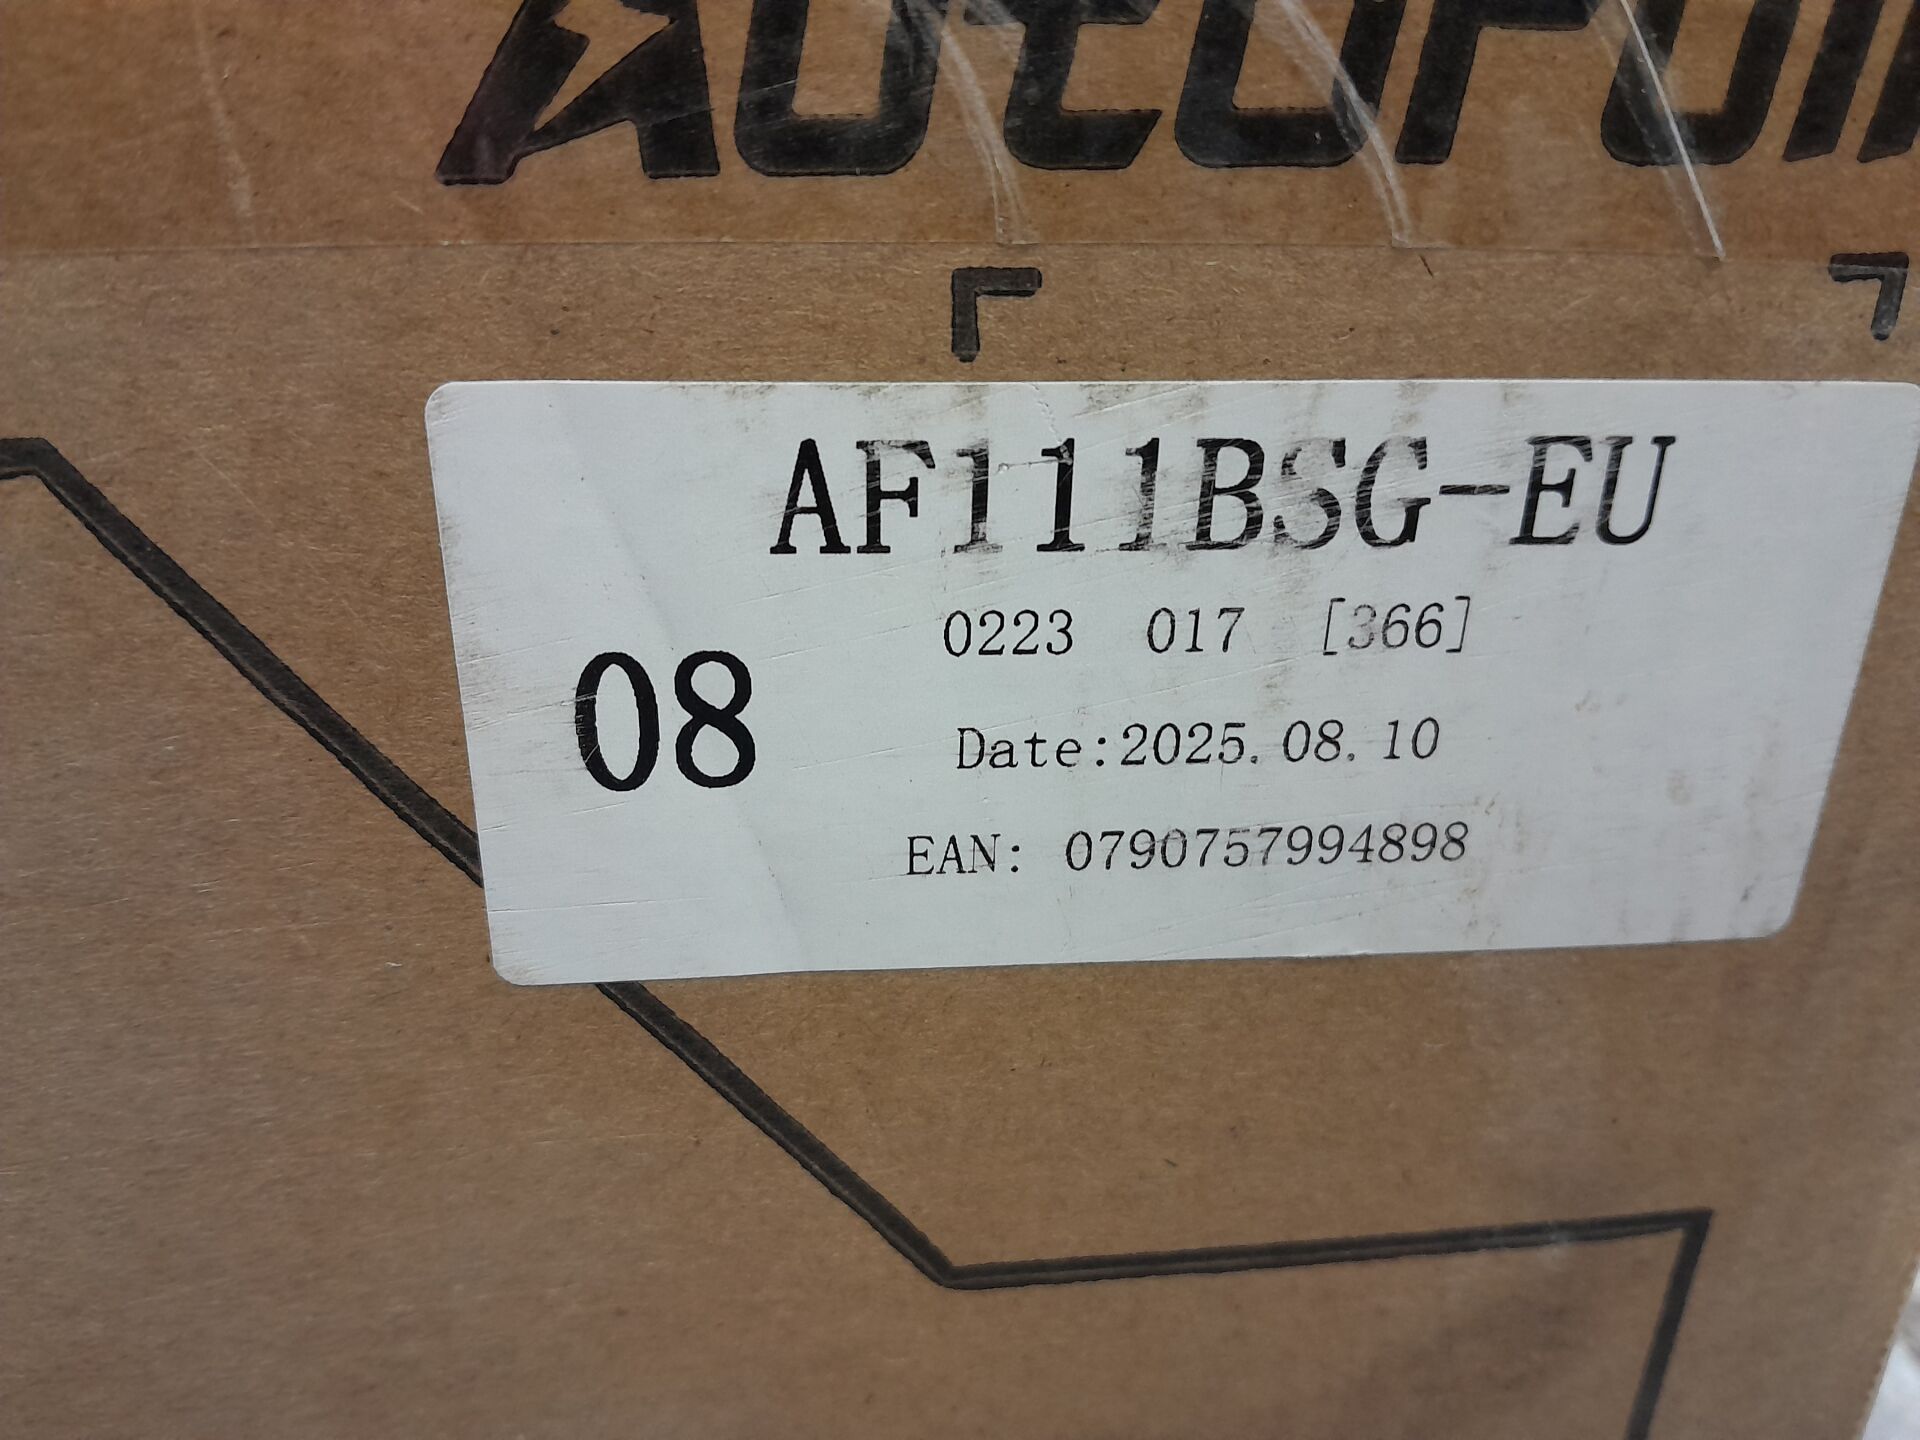 AF111BSG-EU
0223 017 [366]
08
Date:2025.08.10
EAN: 0790757994898